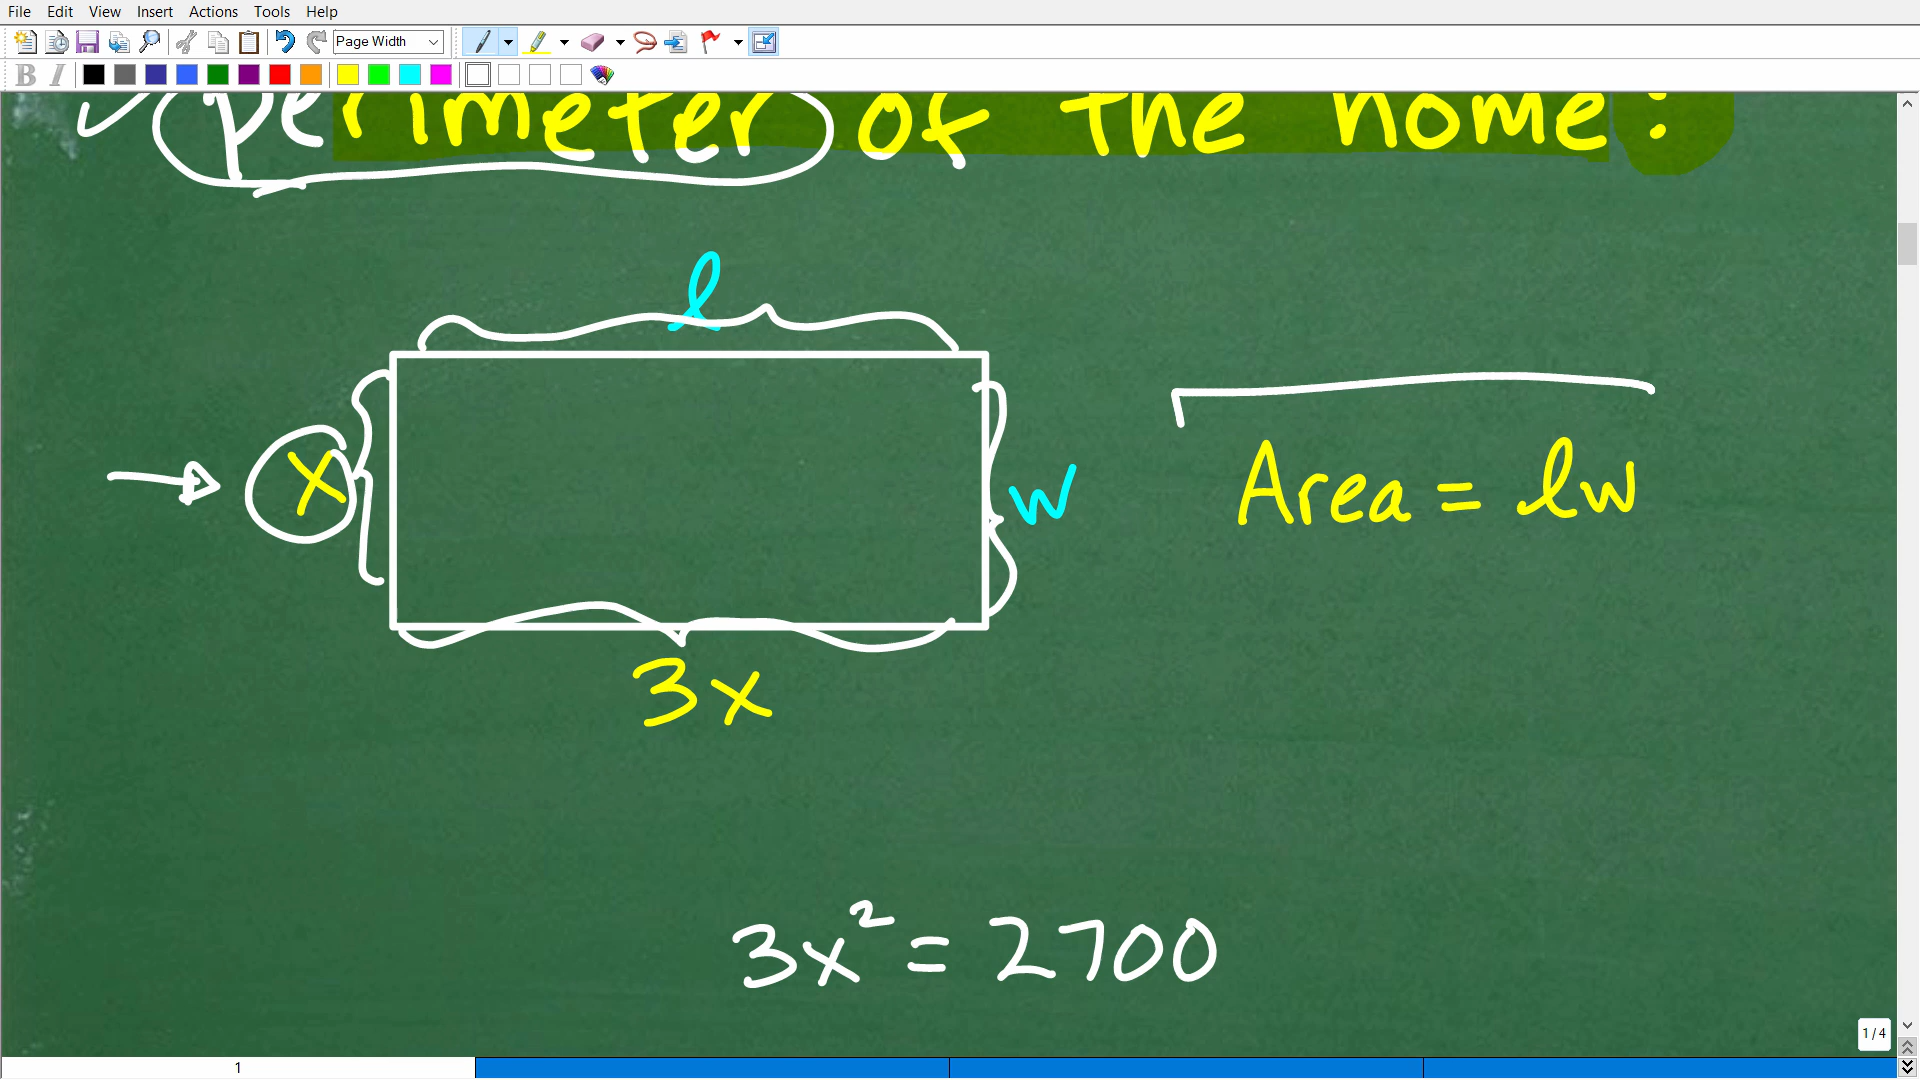 File Edit View Insert Actions Tools Help
Page Width
B I
perimeter of the home:
l
x
w
Area = lw
3x
3x² = 2700
1 / 4
1